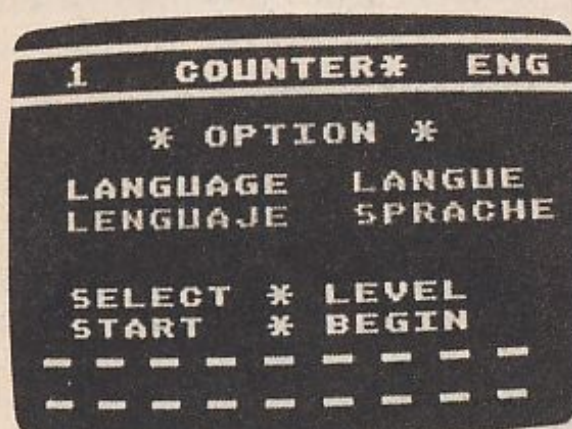 1 COUNTER* ENG
* OPTION *
LANGUAGE LANGUE
LENGUAJE SPRACHE
SELECT * LEVEL
START * BEGIN